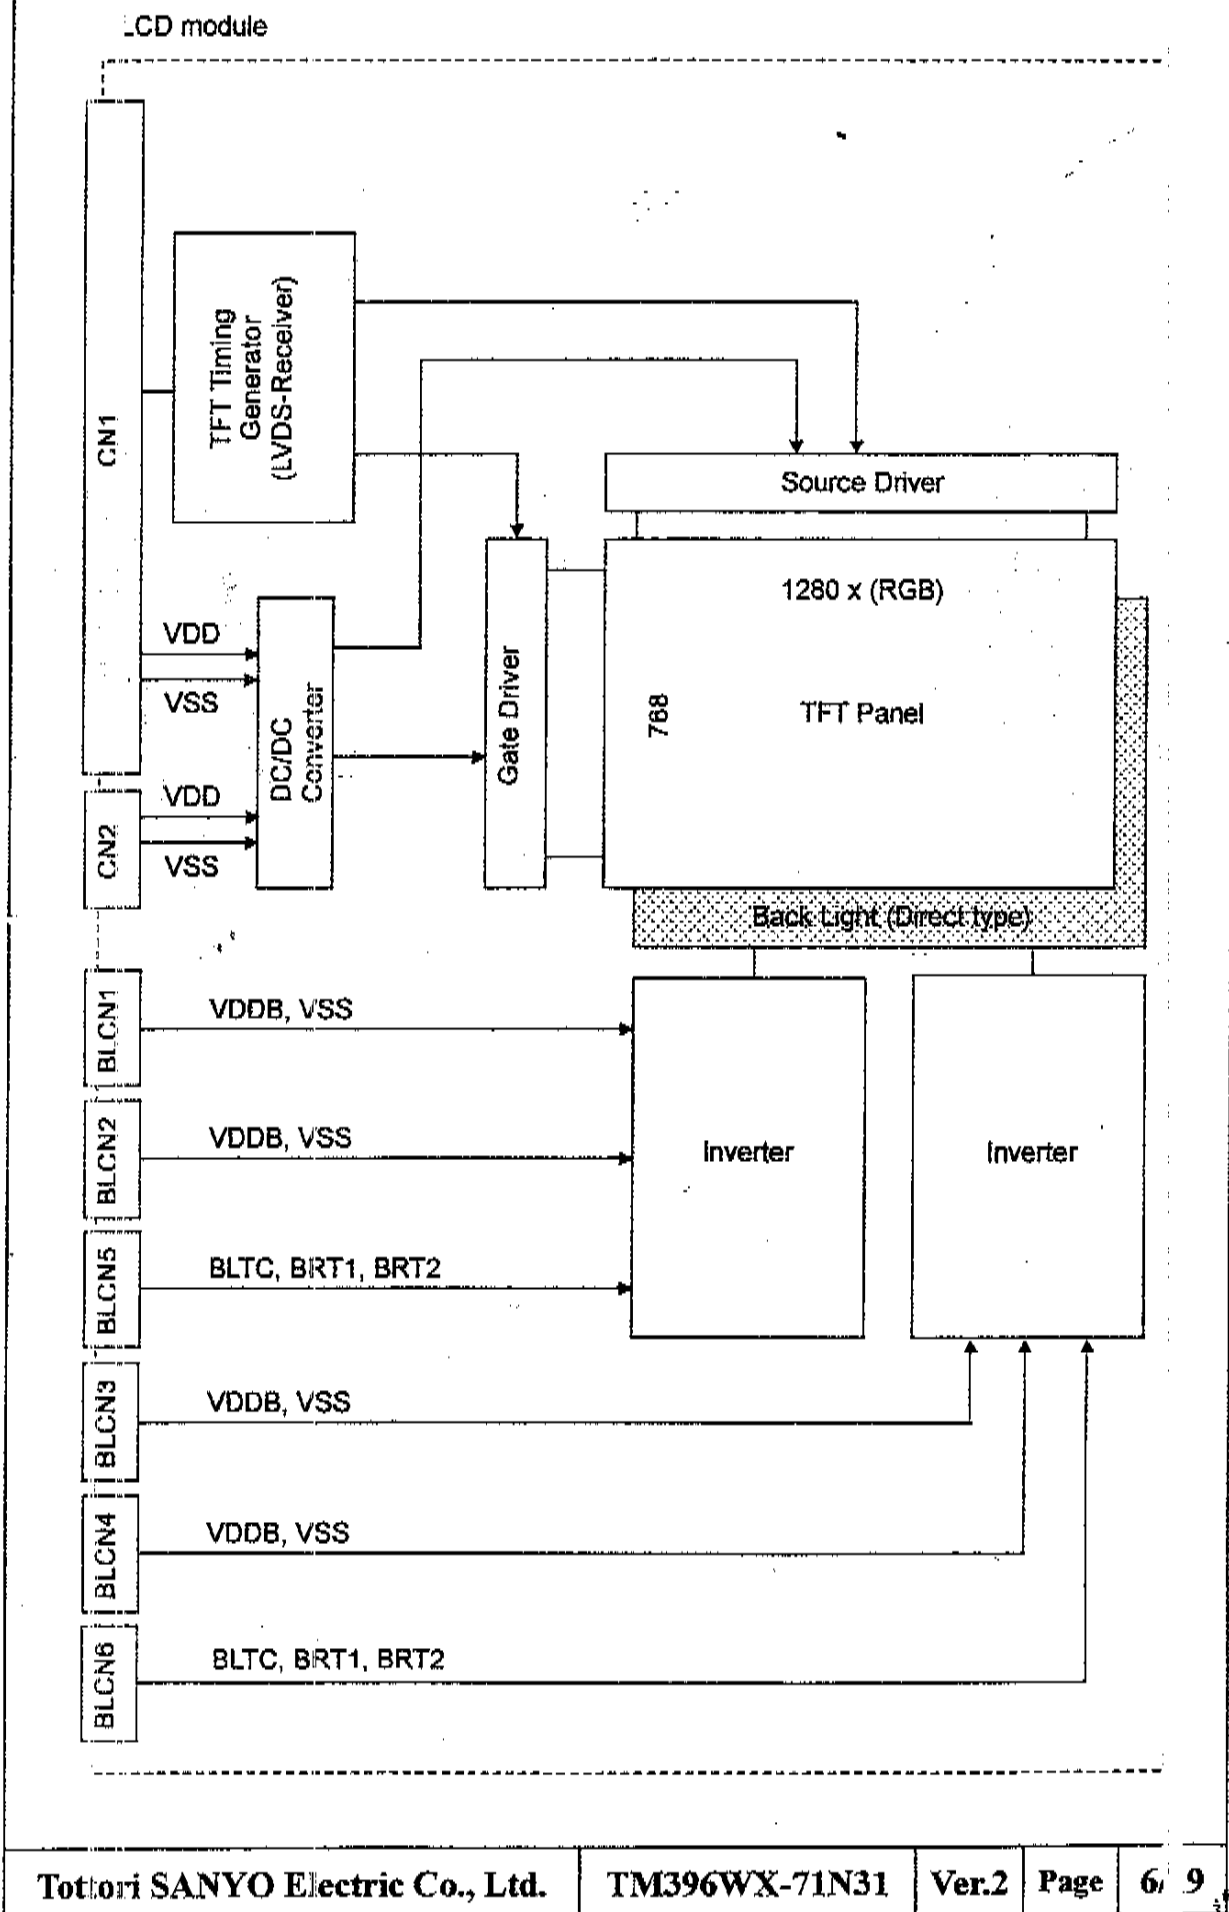 LCD module
CN1
TFT Timing
Generator
(LVDS-Receiver)
Source Driver
1280 x (RGB)
768
TFT Panel
Gate Driver
VDD
VSS
DC/DC
Converter
CN2
VDD
VSS
Back Light (Direct type)
BLCN1
VDDB, VSS
BLCN2
VDDB, VSS
Inverter
Inverter
BLCN5
BLTC, BRT1, BRT2
BLCN3
VDDB, VSS
BLCN4
VDDB, VSS
BLCN6
BLTC, BRT1, BRT2
Tottori SANYO Electric Co., Ltd. TM396WX-71N31 Ver.2 Page